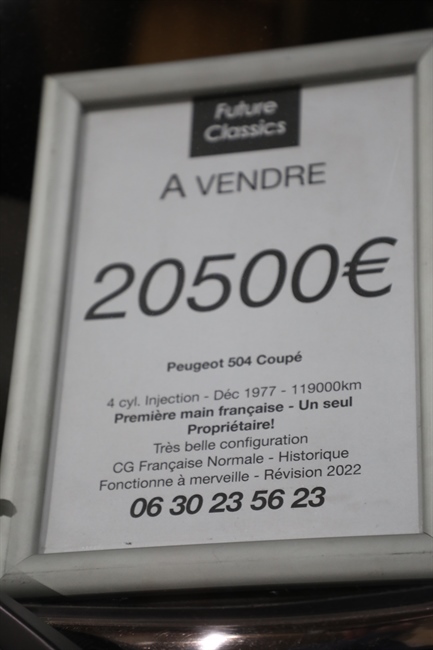 Future
Classics
A VENDRE
20500€
Peugeot 504 Coupé
4 cyl. Injection - Déc 1977 - 119000km
Première main française - Un seul
Propriétaire!
Très belle configuration
CG Française Normale - Historique
Fonctionne à merveille - Révision 2022
06 30 23 56 23